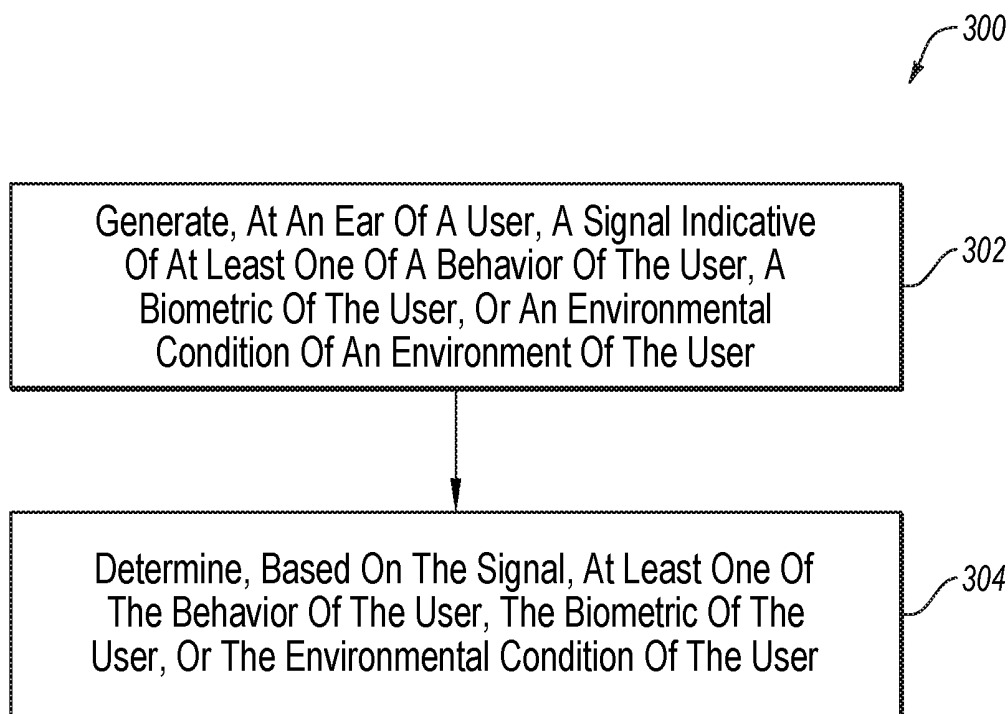 300
Generate, At An Ear Of A User, A Signal Indicative
Of At Least One Of A Behavior Of The User, A
Biometric Of The User, Or An Environmental
Condition Of An Environment Of The User
302
Determine, Based On The Signal, At Least One Of
The Behavior Of The User, The Biometric Of The
User, Or The Environmental Condition Of The User
304